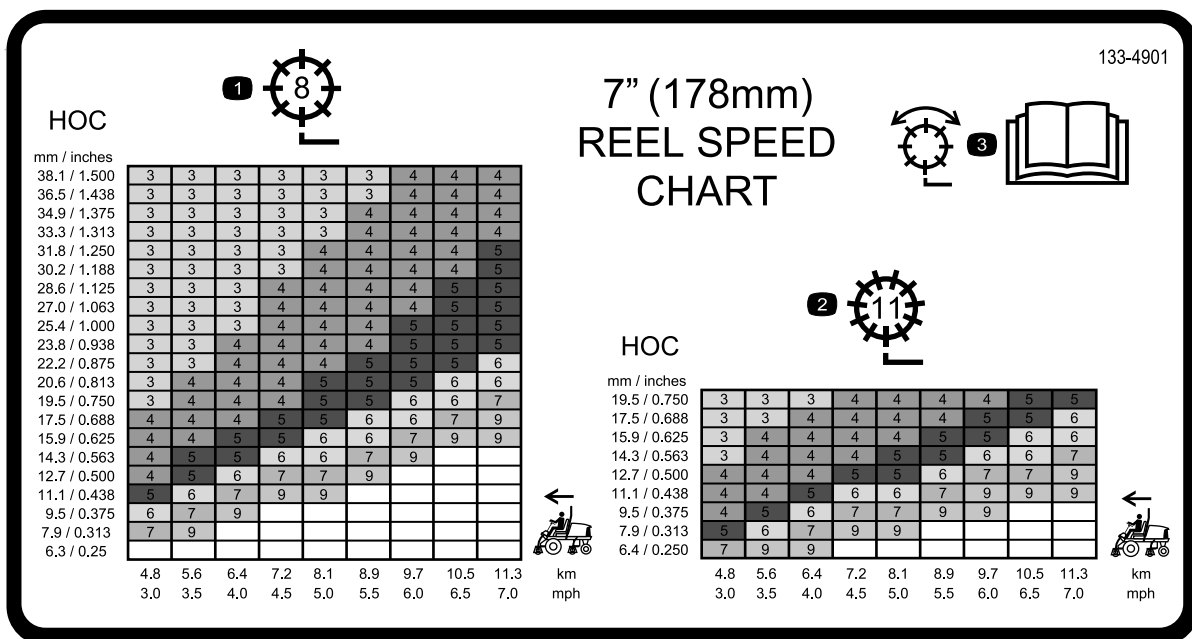 133-4901
7” (178mm)
REEL SPEED
CHART
1
8
3
HOC
mm / inches
38.1 / 1.500 3 3 3 3 3 3 4 4 4
36.5 / 1.438 3 3 3 3 3 3 4 4 4
34.9 / 1.375 3 3 3 3 3 4 4 4 4
33.3 / 1.313 3 3 3 3 3 4 4 4 4
31.8 / 1.250 3 3 3 3 4 4 4 4 5
30.2 / 1.188 3 3 3 3 4 4 4 4 5
28.6 / 1.125 3 3 3 4 4 4 4 5 5
27.0 / 1.063 3 3 3 4 4 4 4 5 5
25.4 / 1.000 3 3 3 4 4 4 5 5 5
23.8 / 0.938 3 3 4 4 4 4 5 5 5
22.2 / 0.875 3 3 4 4 4 5 5 5 6
20.6 / 0.813 3 4 4 4 5 5 5 6 6
19.5 / 0.750 3 4 4 4 5 5 6 6 7
17.5 / 0.688 4 4 4 5 5 6 6 7 9
15.9 / 0.625 4 4 5 5 6 6 7 9 9
14.3 / 0.563 4 5 5 6 6 7 9
12.7 / 0.500 4 5 6 7 7 9
11.1 / 0.438 5 6 7 9 9
9.5 / 0.375 6 7 9
7.9 / 0.313 7 9
6.3 / 0.25
4.8 5.6 6.4 7.2 8.1 8.9 9.7 10.5 11.3 km
3.0 3.5 4.0 4.5 5.0 5.5 6.0 6.5 7.0 mph
2
11
HOC
mm / inches
19.5 / 0.750 3 3 3 4 4 4 4 5 5
17.5 / 0.688 3 3 4 4 4 4 5 5 6
15.9 / 0.625 3 4 4 4 4 5 5 6 6
14.3 / 0.563 3 4 4 4 5 5 6 6 7
12.7 / 0.500 4 4 4 5 5 6 7 7 9
11.1 / 0.438 4 4 5 6 6 7 9 9 9
9.5 / 0.375 4 5 6 7 7 9 9
7.9 / 0.313 5 6 7 9 9
6.4 / 0.250 7 9 9
4.8 5.6 6.4 7.2 8.1 8.9 9.7 10.5 11.3 km
3.0 3.5 4.0 4.5 5.0 5.5 6.0 6.5 7.0 mph